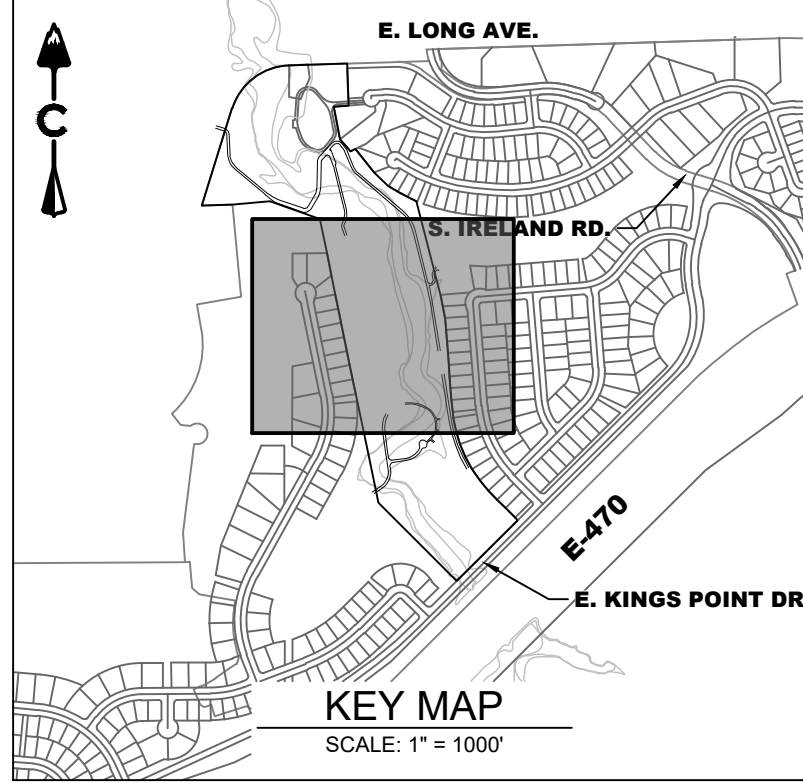 E. LONG AVE.
C
S. IRELAND RD.
E-470
E. KINGS POINT DR
KEY MAP
SCALE: 1" = 1000'